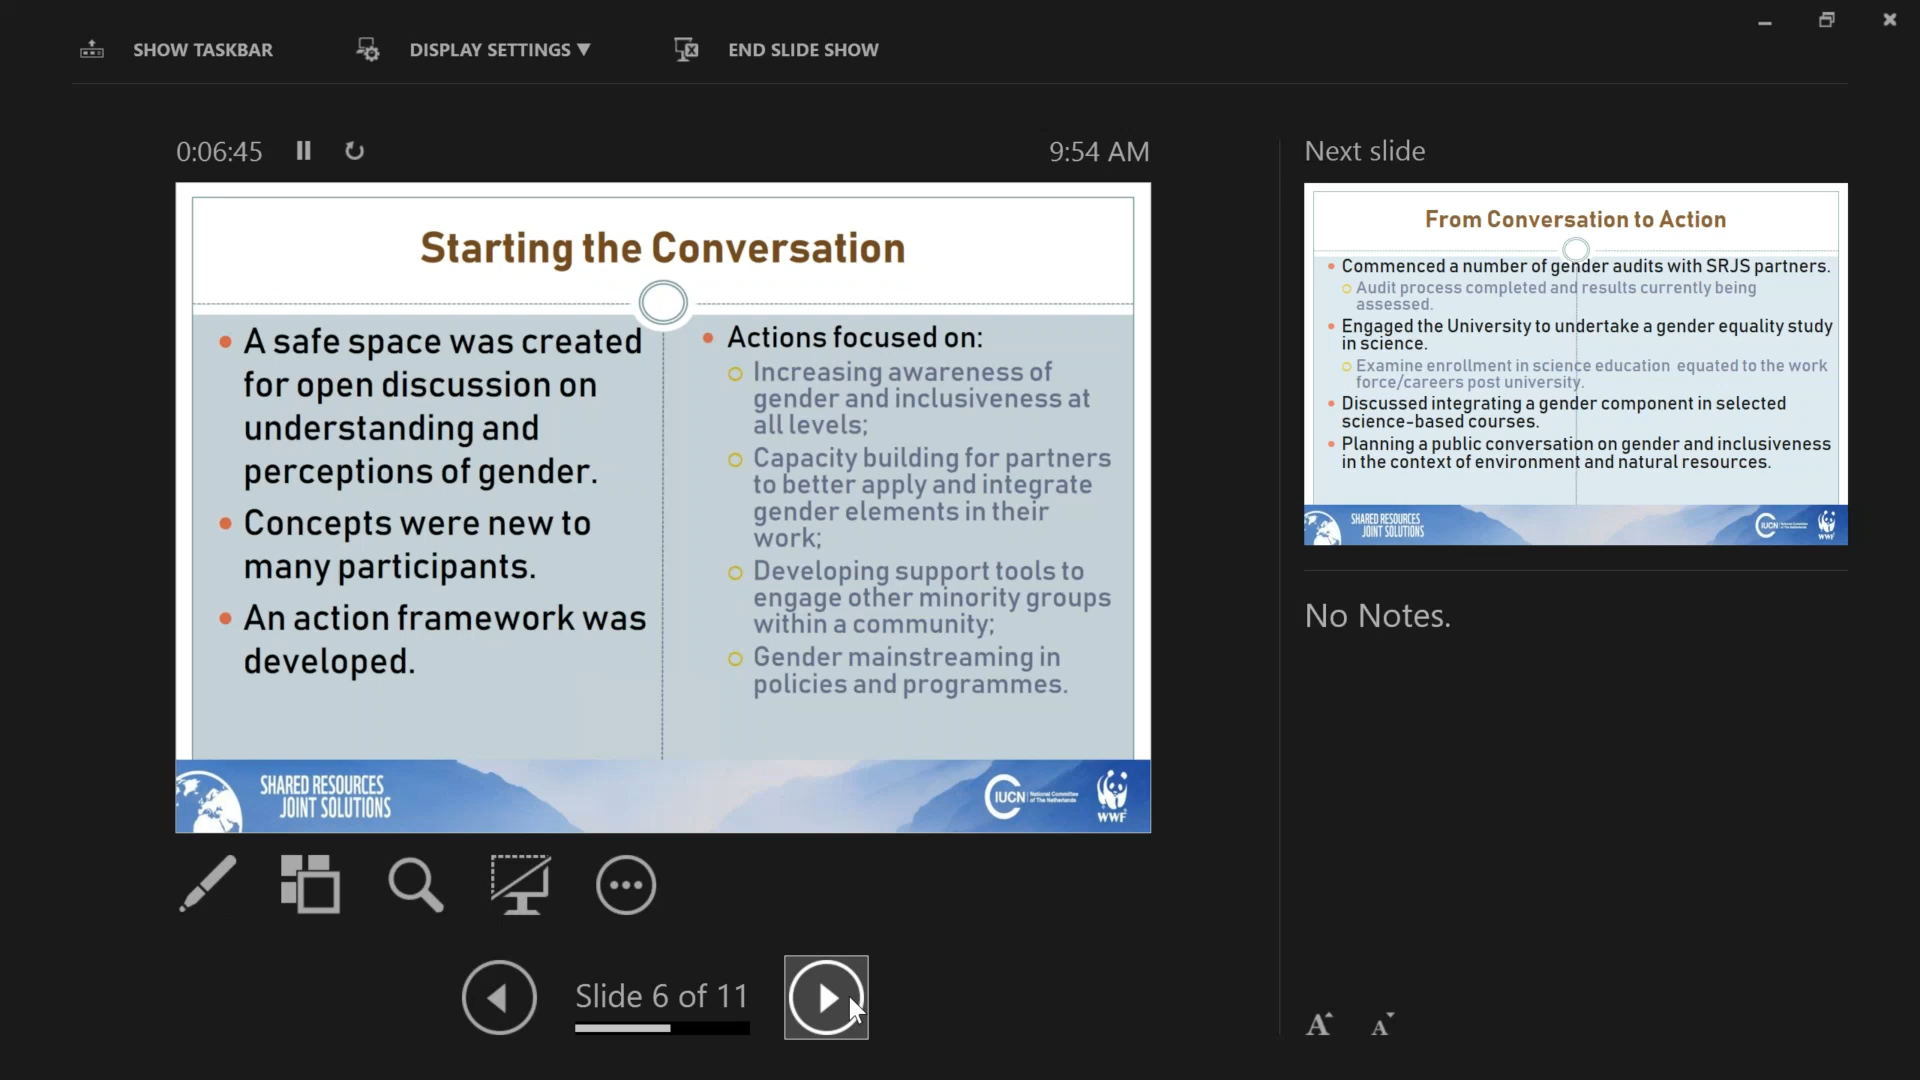 SHOW TASKBAR
DISPLAY SETTINGS ▼
END SLIDE SHOW
0:06:45
9:54 AM
Starting the Conversation
• A safe space was created
for open discussion on
understanding and
perceptions of gender.
• Concepts were new to
many participants.
• An action framework was
developed.
• Actions focused on:
Increasing awareness of
gender and inclusiveness at
all levels;
Capacity building for partners
to better apply and integrate
gender elements in their
work;
Developing support tools to
engage other minority groups
within a community;
Gender mainstreaming in
policies and programmes.
SHARED RESOURCES
JOINT SOLUTIONS
IUCN
National Committee
of The Netherlands
WWF
Slide 6 of 11
Next slide
From Conversation to Action
• Commenced a number of gender audits with SRJS partners.
Audit process completed and results currently being
assessed.
• Engaged the University to undertake a gender equality study
in science.
Examine enrollment in science education equated to the work
force/careers post university.
• Discussed integrating a gender component in selected
science-based courses.
• Planning a public conversation on gender and inclusiveness
in the context of environment and natural resources.
SHARED RESOURCES
JOINT SOLUTIONS
IUCN
WWF
No Notes.
A
A